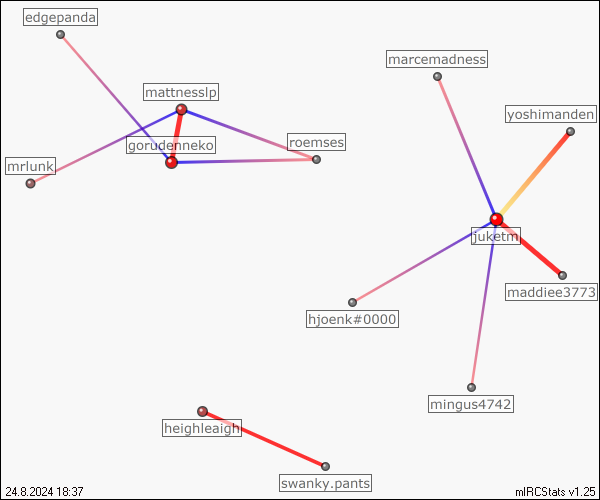 edgepanda
marcemadness
mattnesslp
yoshimanden
gorudenneko
roemses
mrlunk
juketm
maddiee3773
hjoenk#0000
mingus4742
heighleaigh
swanky.pants
24.8.2024 18:37
mIRCStats v1.25